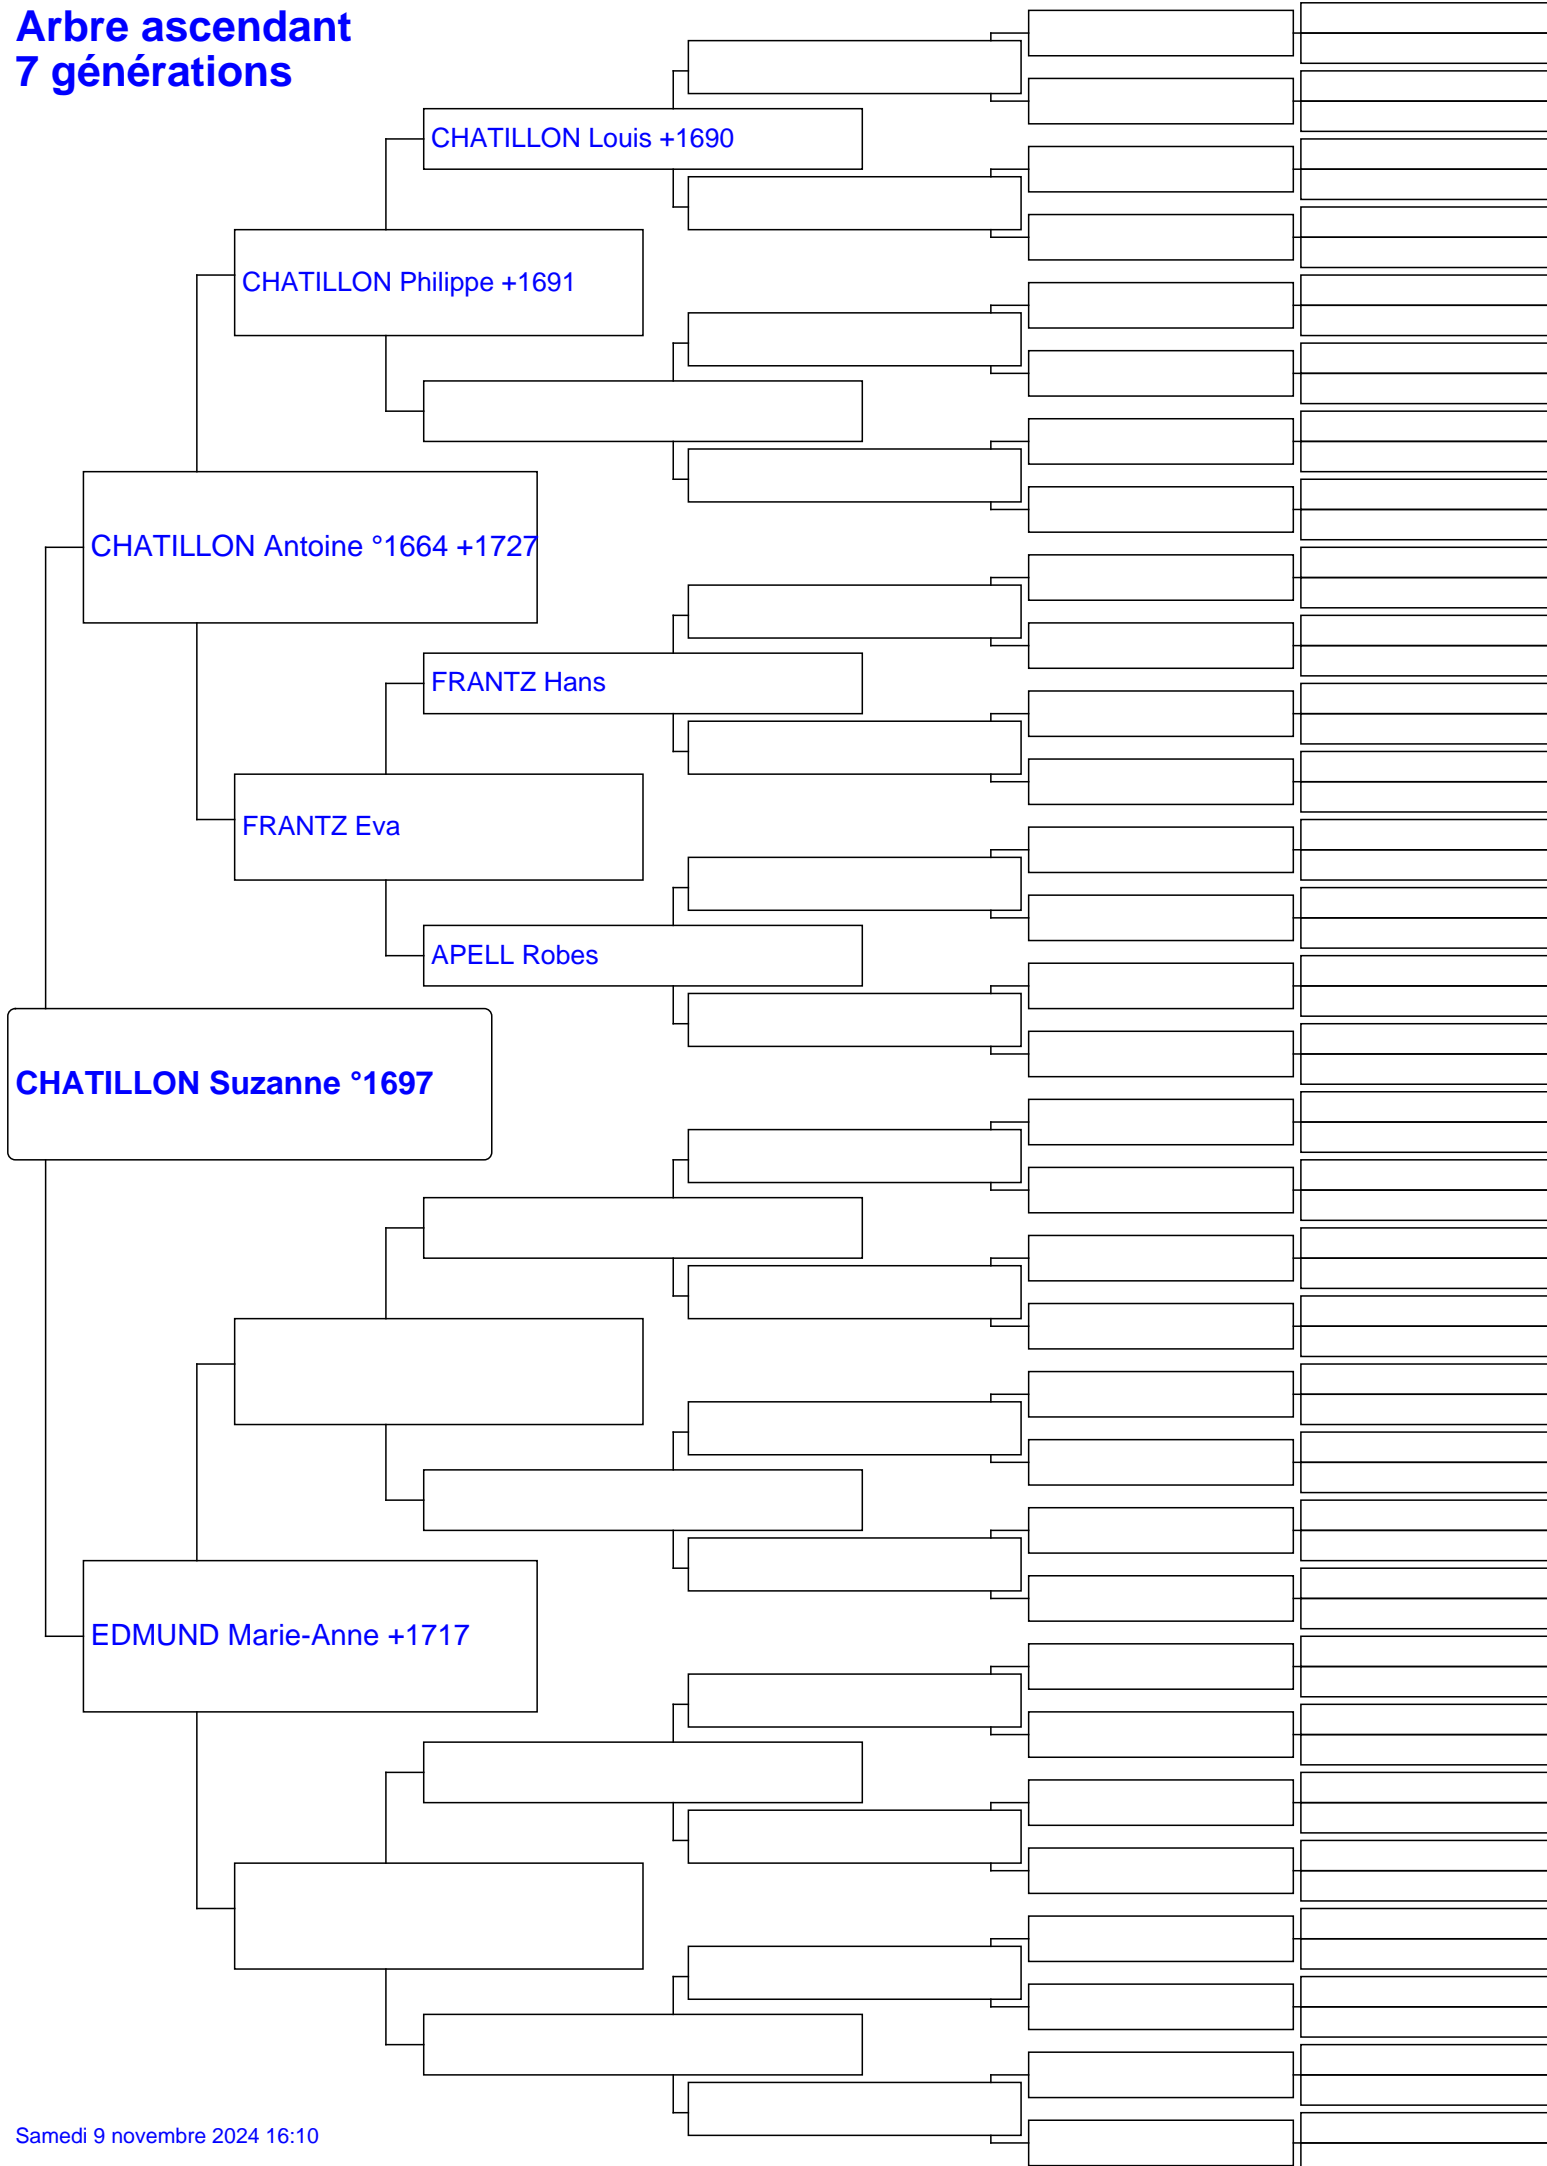 Arbre ascendant
7 générations
CHATILLON Louis +1690
CHATILLON Philippe +1691
CHATILLON Antoine °1664 +1727
FRANTZ Hans
FRANTZ Eva
APELL Robes
CHATILLON Suzanne °1697
EDMUND Marie-Anne +1717
Samedi 9 novembre 2024 16:10